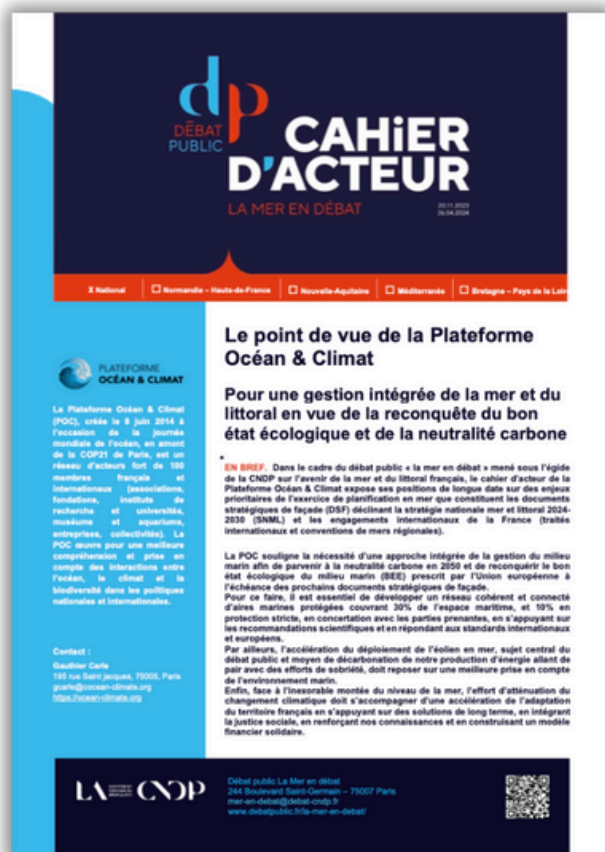 dp
DÉBAT
PUBLIC
CAHiER
D'ACTEUR
LA MER EN DÉBAT
20.11.2023
26.04.2024
X National
☐ Normandie – Hauts-de-France
☐ Nouvelle-Aquitaine
☐ Méditerranée
☐ Bretagne – Pays de la Loire
PLATEFORME
OCÉAN & CLIMAT
La Plateforme Océan & Climat
(POC), créée le 8 juin 2014 à
l'occasion de la journée
mondiale de l'océan, en amont
de la COP21 de Paris, est un
réseau d'acteurs fort de 100
membres français et
internationaux (associations,
fondations, instituts de
recherche et universités,
muséums et aquariums,
entreprises, collectivités). La
POC œuvre pour une meilleure
compréhension et prise en
compte des interactions entre
l'océan, le climat et la
biodiversité dans les politiques
nationales et internationales.
Contact :
Gauthier Carle
195 rue Saint jacques, 75005, Paris
gcarle@ocean-climate.org
https://ocean-climate.org
Le point de vue de la Plateforme
Océan & Climat
Pour une gestion intégrée de la mer et du
littoral en vue de la reconquête du bon
état écologique et de la neutralité carbone
EN BREF. Dans le cadre du débat public « la mer en débat » mené sous l'égide
de la CNDP sur l'avenir de la mer et du littoral français, le cahier d'acteur de la
Plateforme Océan & Climat expose ses positions de longue date sur des enjeux
prioritaires de l'exercice de planification en mer que constituent les documents
stratégiques de façade (DSF) déclinant la stratégie nationale mer et littoral 2024-
2030 (SNML) et les engagements internationaux de la France (traités
internationaux et conventions de mers régionales).
La POC souligne la nécessité d'une approche intégrée de la gestion du milieu
marin afin de parvenir à la neutralité carbone en 2050 et de reconquérir le bon
état écologique du milieu marin (BEE) prescrit par l'Union européenne à
l'échéance des prochains documents stratégiques de façade.
Pour ce faire, il est essentiel de développer un réseau cohérent et connecté
d'aires marines protégées couvrant 30% de l'espace maritime, et 10% en
protection stricte, en concertation avec les parties prenantes, en s'appuyant sur
les recommandations scientifiques et en répondant aux standards internationaux
et européens.
Par ailleurs, l'accélération du déploiement de l'éolien en mer, sujet central du
débat public et moyen de décarbonation de notre production d'énergie allant de
pair avec des efforts de sobriété, doit reposer sur une meilleure prise en compte
de l'environnement marin.
Enfin, face à l'inexorable montée du niveau de la mer, l'effort d'atténuation du
changement climatique doit s'accompagner d'une accélération de l'adaptation
du territoire français en s'appuyant sur des solutions de long terme, en intégrant
la justice sociale, en renforçant nos connaissances et en construisant un modèle
financier solidaire.
LA CNDP
Débat public La Mer en débat
244 Boulevard Saint-Germain – 75007 Paris
mer-en-debat@debat-cndp.fr
www.debatpublic.fr/la-mer-en-debat/